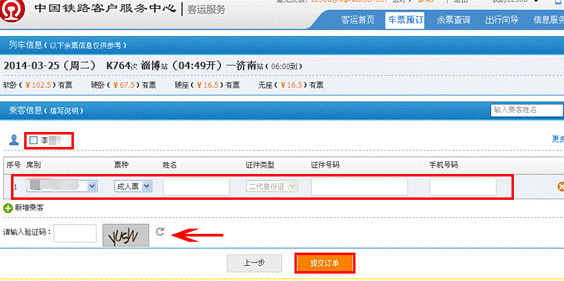 中国铁路客户服务中心 客运服务
客运首页 车票预订 余票查询 出行向导 信息服务
列车信息（以下余票信息仅供参考）
2014-03-25（周二） K764次 淄博站（04:49开）—济南站（06:00到）
软卧（¥102.5）有票 硬卧（¥67.5）有票 硬座（¥16.5）有票 无座（¥16.5）有票
乘客信息（填写说明） 输入乘客姓名
李
更多
序号 席别 票种 姓名 证件类型 证件号码 手机号码
1 成人票 二代身份证
新增乘客
请输入验证码：
上一步 提交订单